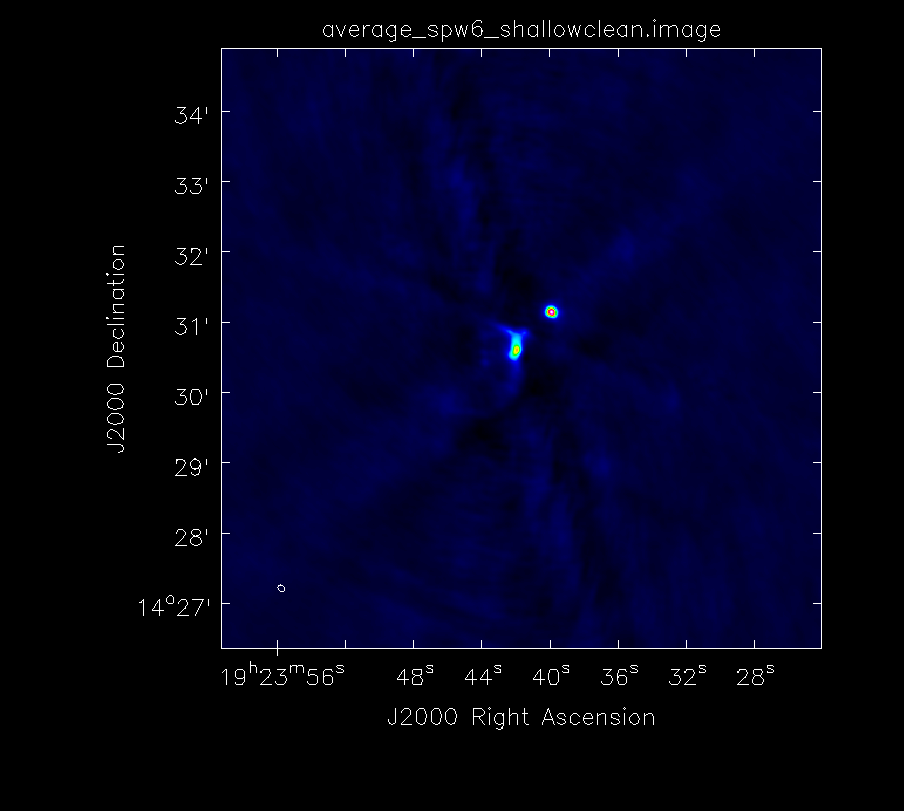 average_spw6_shallowclean.image
34'
33'
32'
31'
30'
29'
28'
14°27'
J2000 Declination
19ʰ23ᵐ56ˢ 48ˢ 44ˢ 40ˢ 36ˢ 32ˢ 28ˢ
J2000 Right Ascension